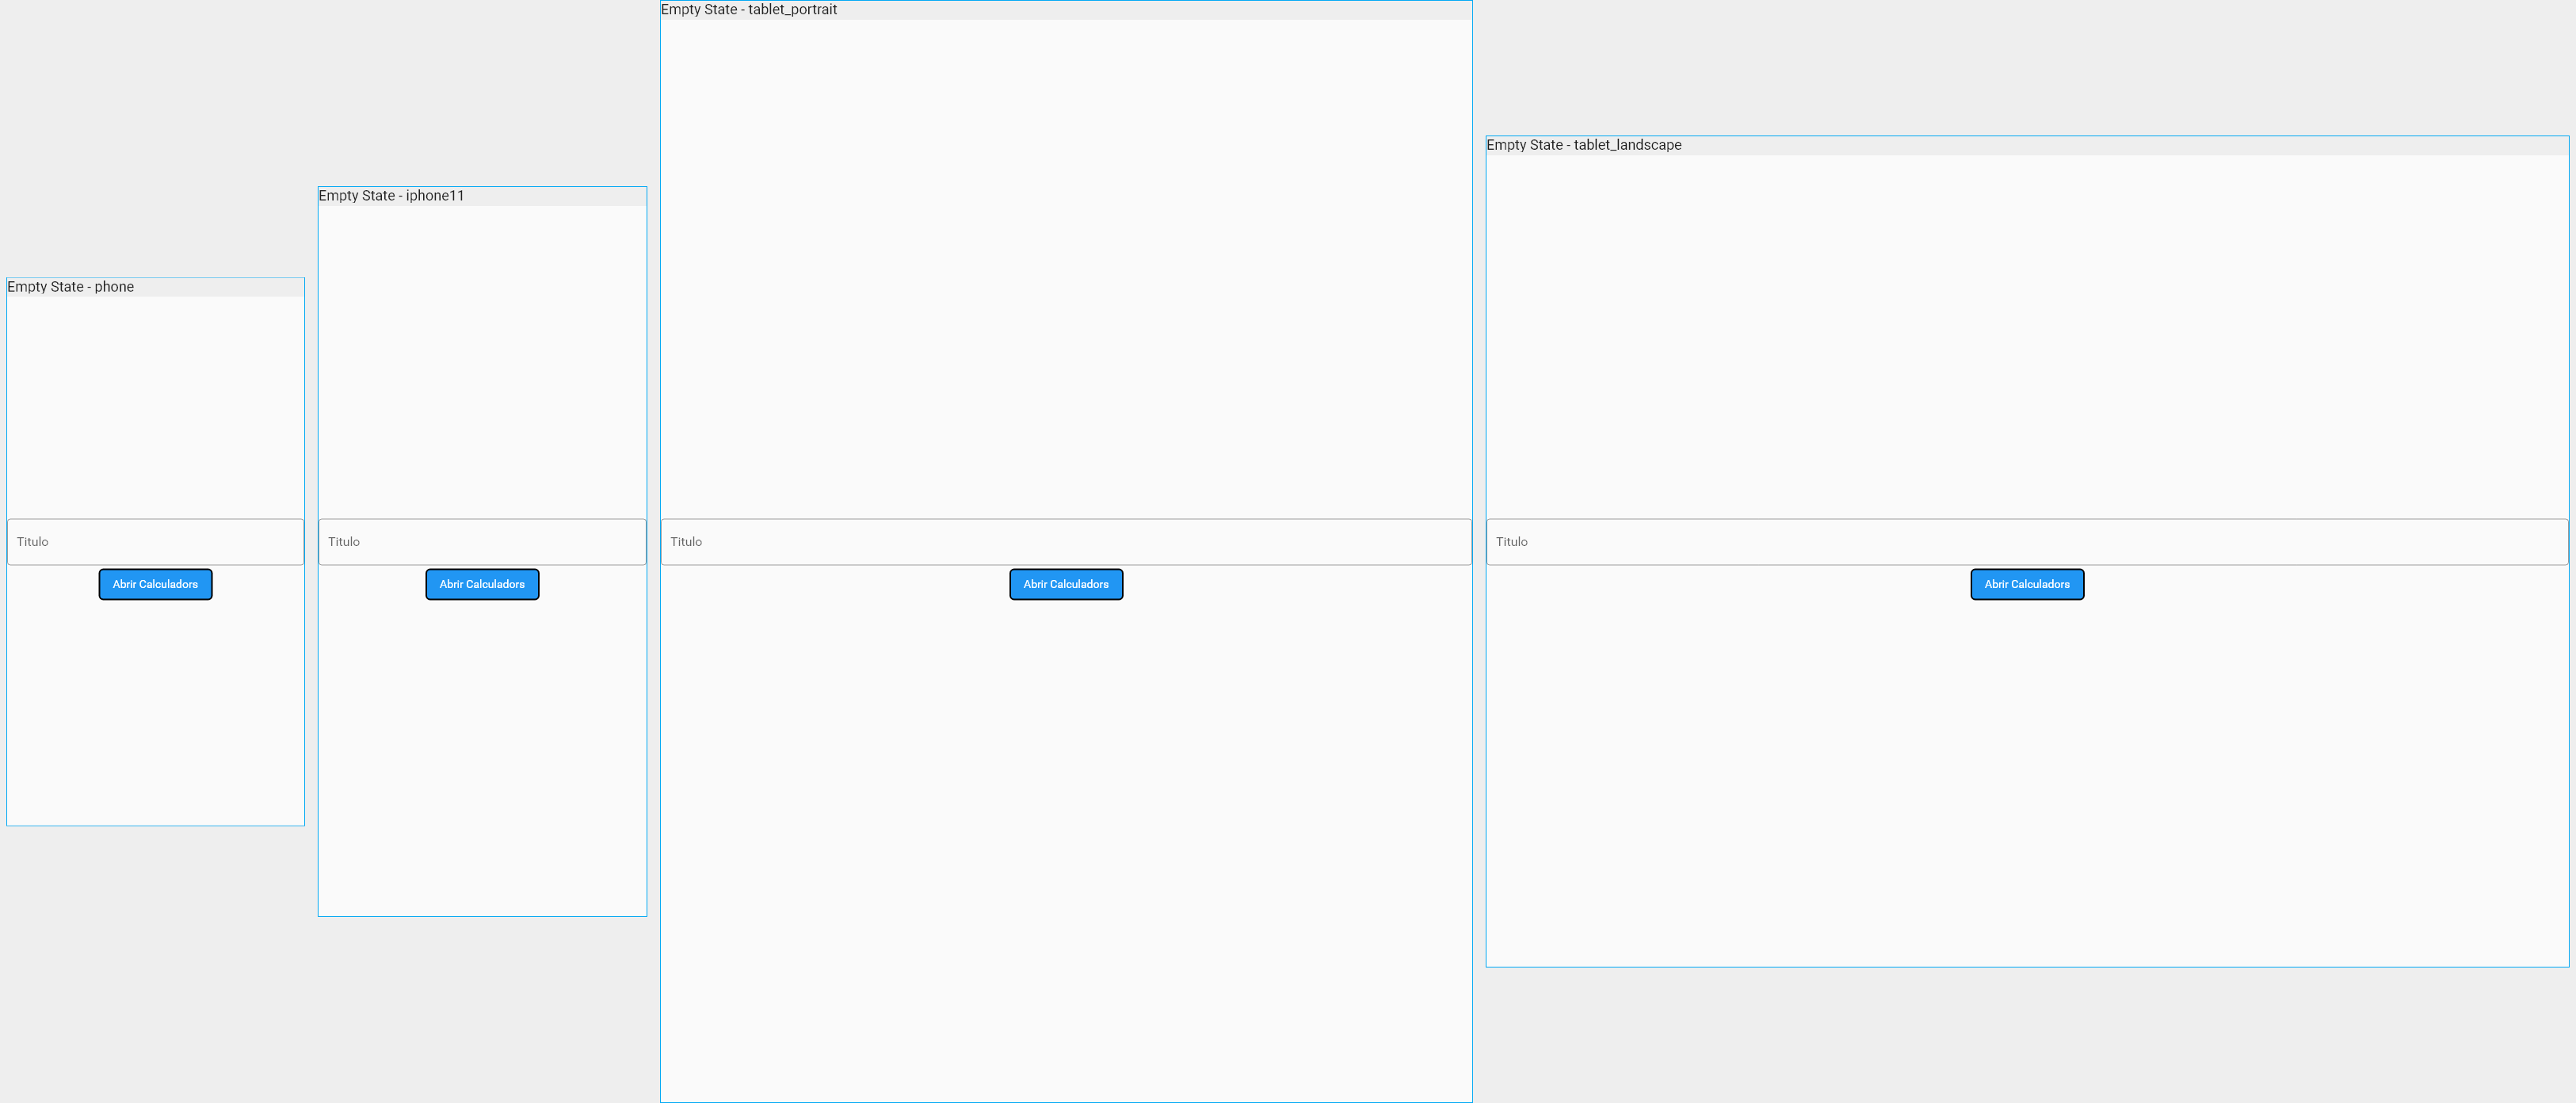 Empty State - phone
Titulo
Abrir Calculadors
Empty State - iphone11
Titulo
Abrir Calculadors
Empty State - tablet_portrait
Titulo
Abrir Calculadors
Empty State - tablet_landscape
Titulo
Abrir Calculadors